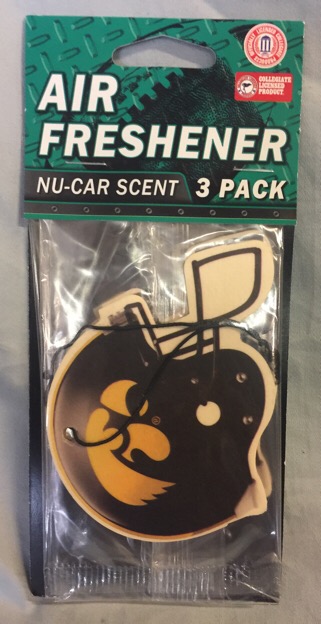 AIR
FRESHENER
NU-CAR SCENT 3 PACK
COLLEGIATE
LICENSED
PRODUCT
®